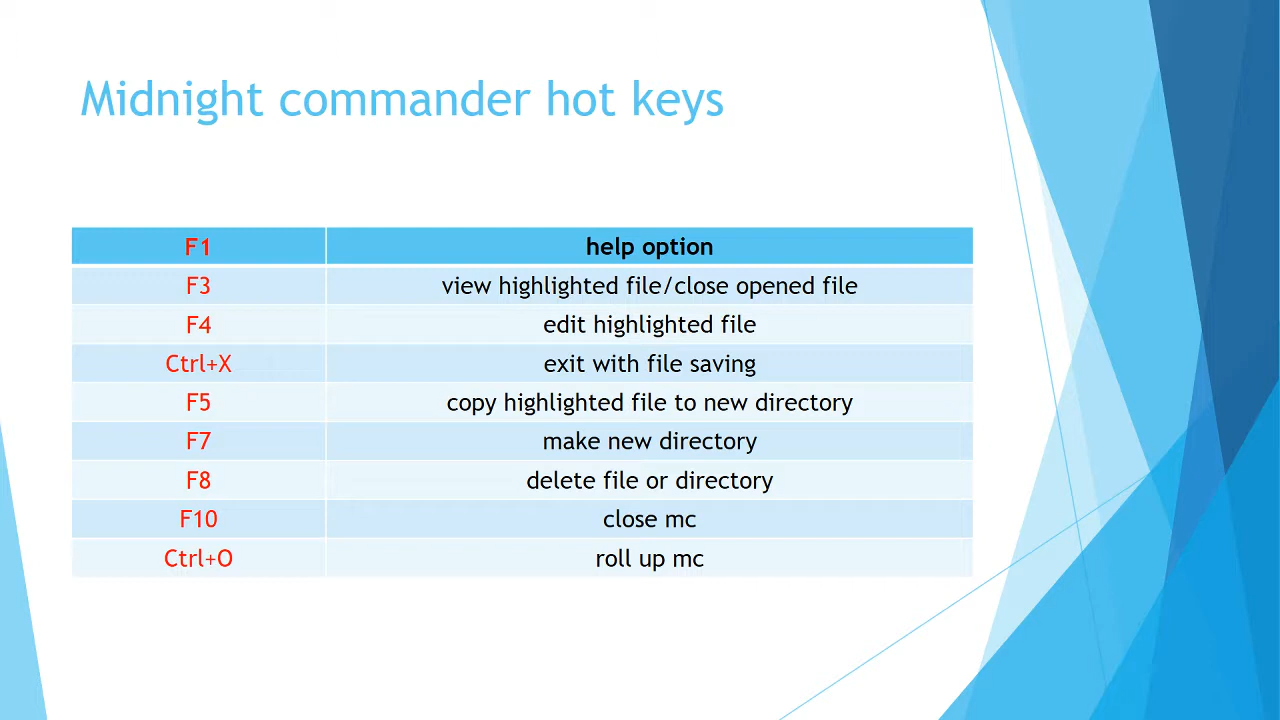 Midnight commander hot keys
F1 help option
F3 view highlighted file/close opened file
F4 edit highlighted file
Ctrl+X exit with file saving
F5 copy highlighted file to new directory
F7 make new directory
F8 delete file or directory
F10 close mc
Ctrl+O roll up mc